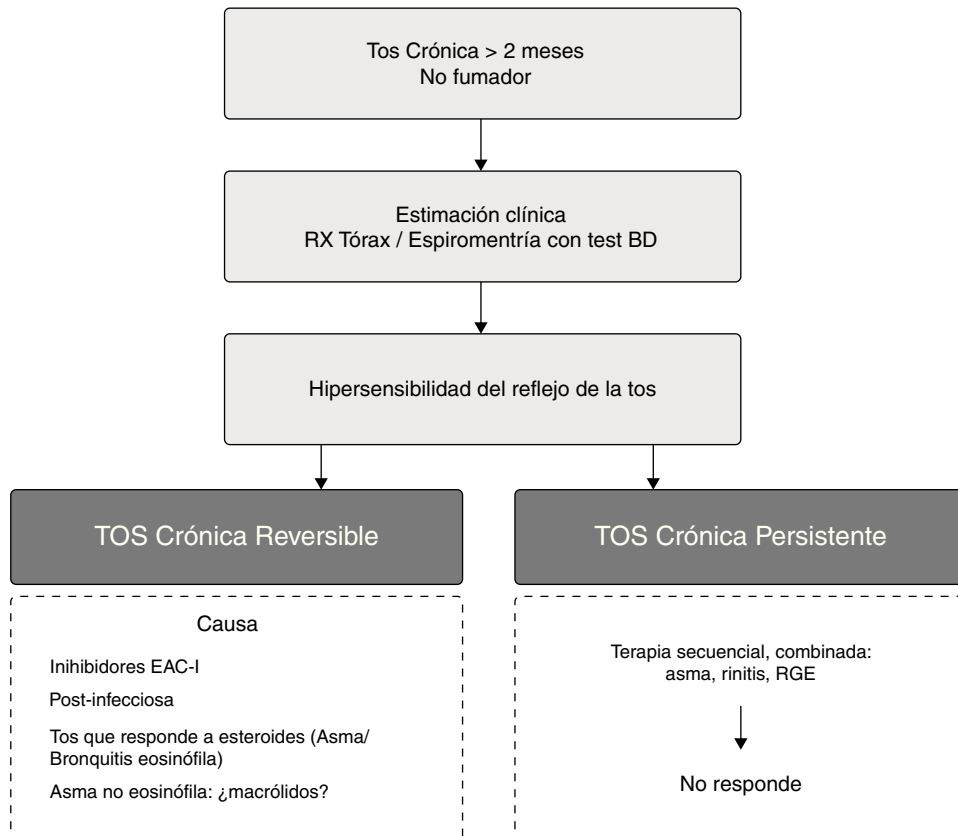 Tos Crónica > 2 meses
No fumador
Estimación clínica
RX Tórax / Espiromentría con test BD
Hipersensibilidad del reflejo de la tos
TOS Crónica Reversible
TOS Crónica Persistente
Causa
Inihibidores EAC-I
Post-infecciosa
Tos que responde a esteroides (Asma/
Bronquitis eosinófila)
Asma no eosinófila: ¿macrólidos?
Terapia secuencial, combinada:
asma, rinitis, RGE
No responde